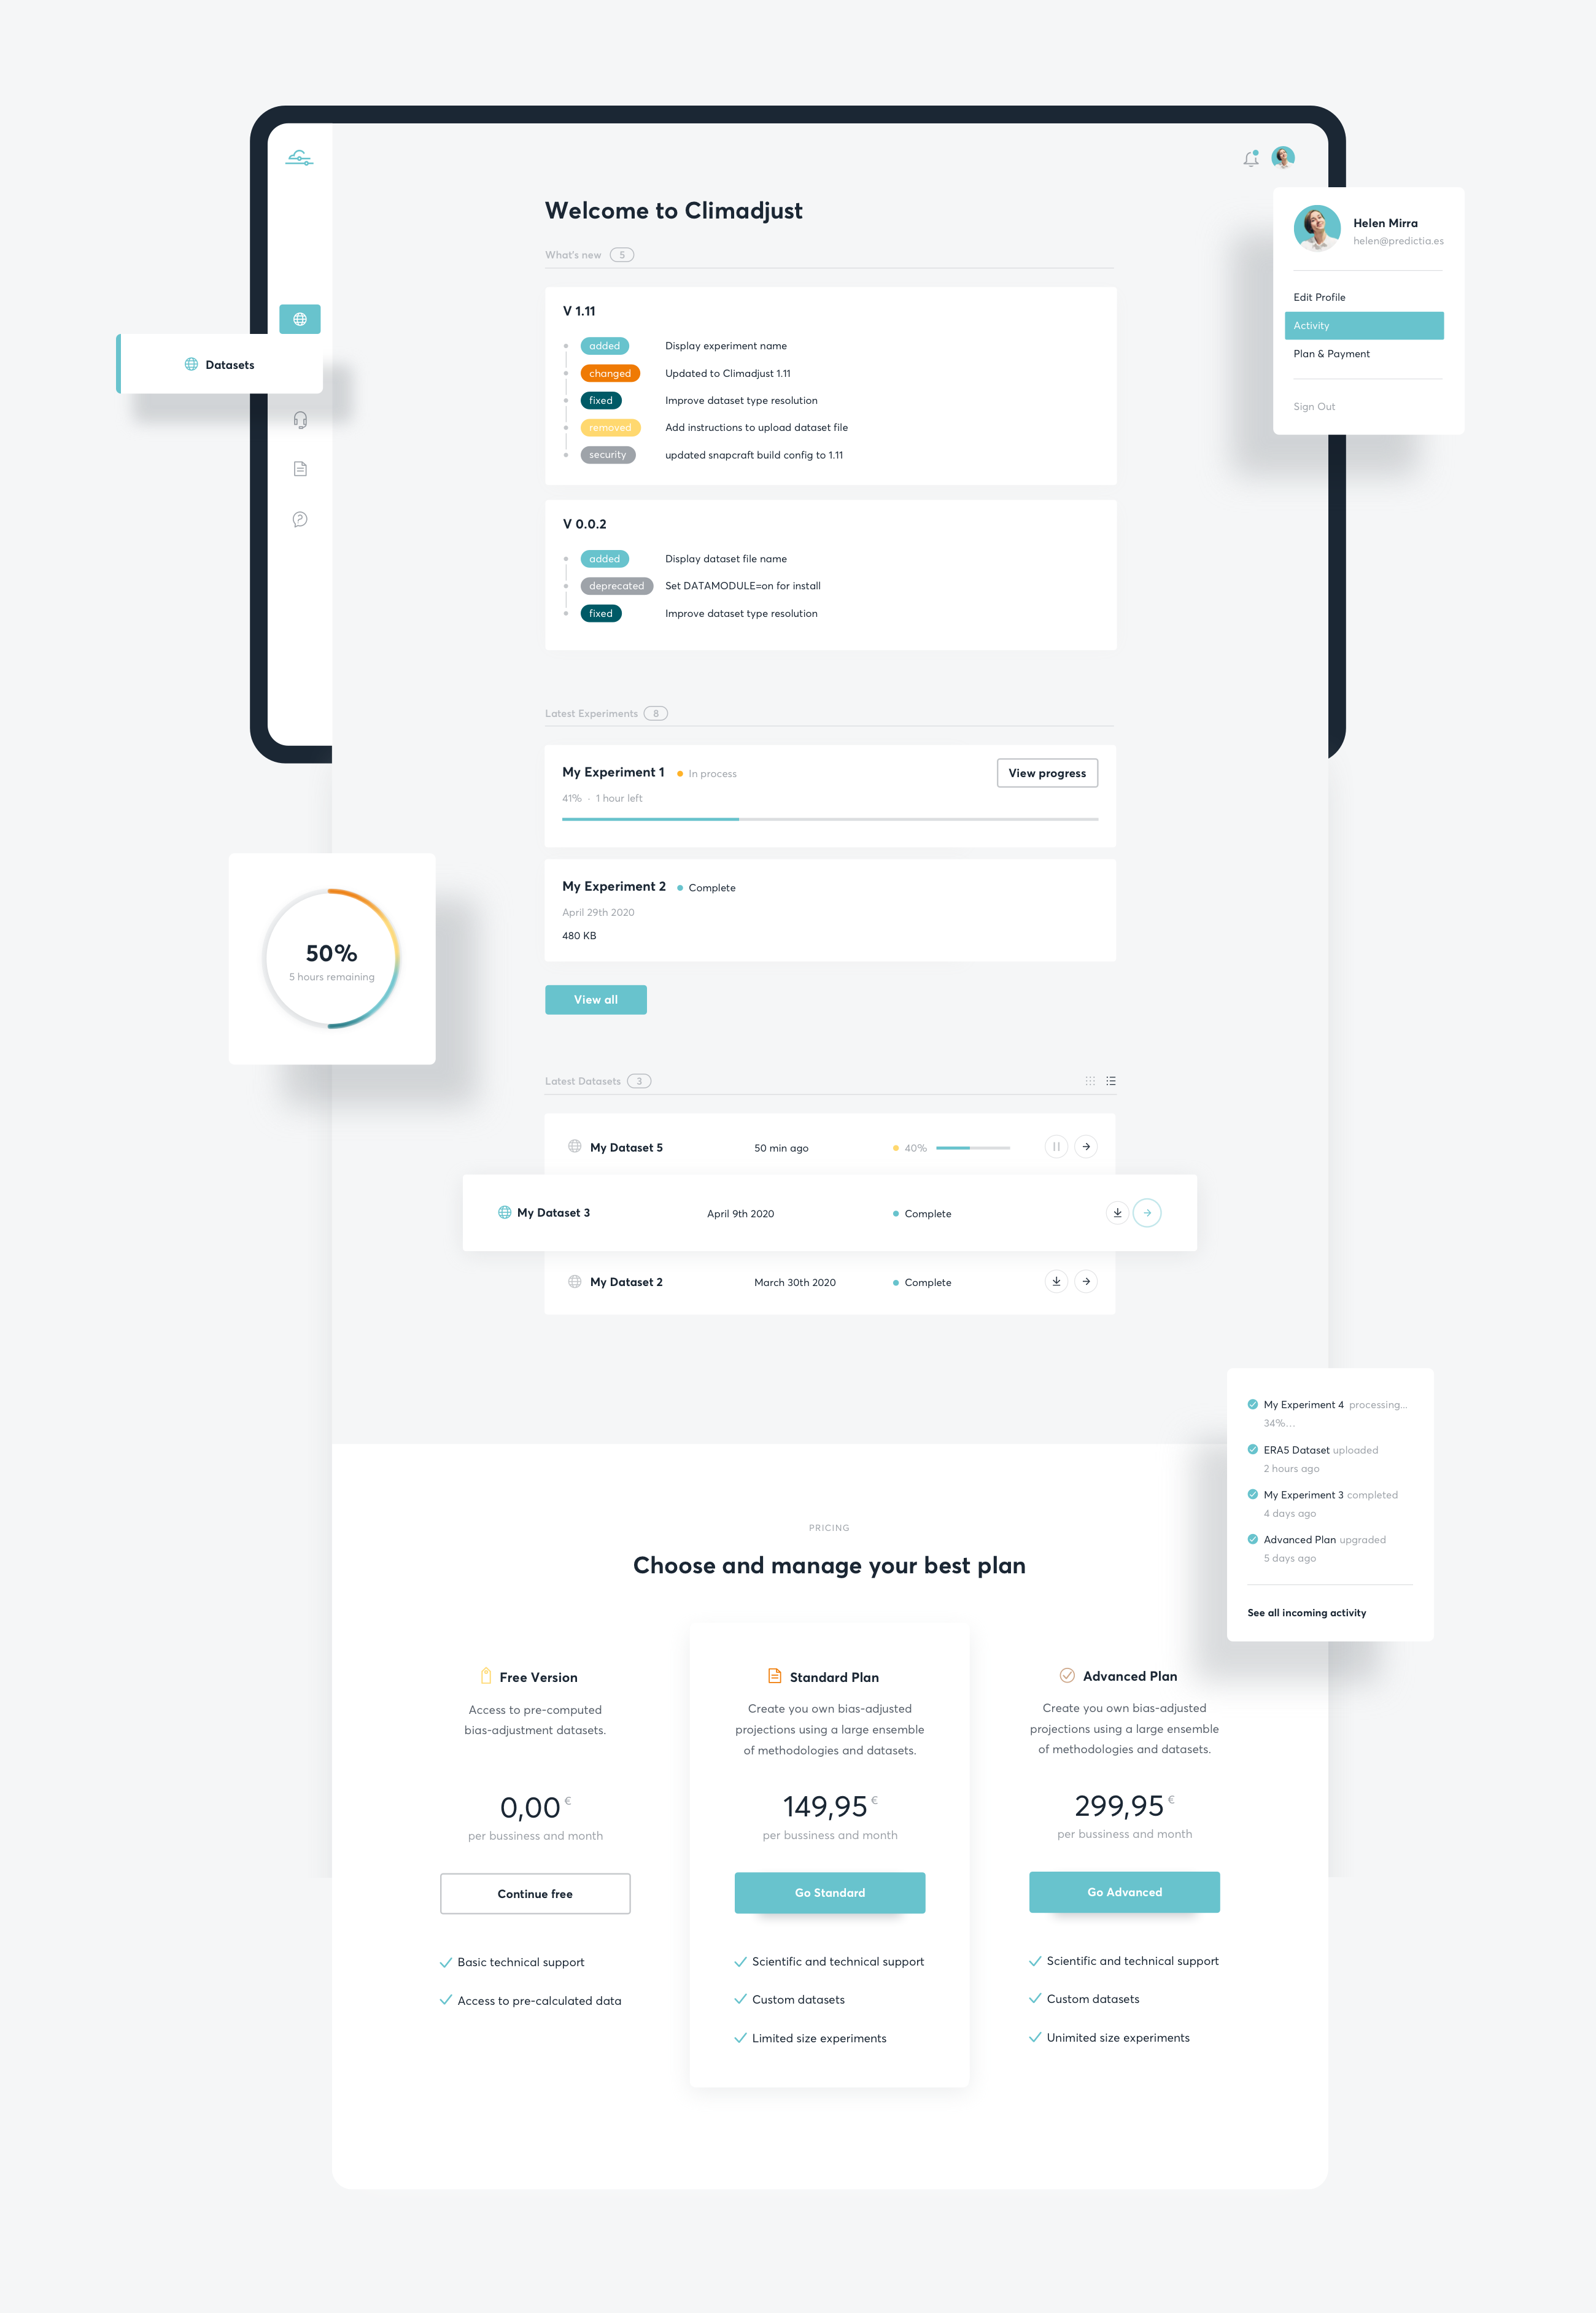 Welcome to Climadjust
What's new 5
V 1.11
added Display experiment name
changed Updated to Climadjust 1.11
fixed Improve dataset type resolution
removed Add instructions to upload dataset file
security updated snapcraft build config to 1.11
V 0.0.2
added Display dataset file name
deprecated Set DATAMODULE=on for install
fixed Improve dataset type resolution
Helen Mirra
helen@predictia.es
Edit Profile
Activity
Plan & Payment
Sign Out
Datasets
Latest Experiments 8
My Experiment 1 In process View progress
41% - 1 hour left
My Experiment 2 Complete
April 29th 2020
480 KB
View all
50%
5 hours remaining
Latest Datasets 3
My Dataset 5 50 min ago 40%
My Dataset 3 April 9th 2020 Complete
My Dataset 2 March 30th 2020 Complete
My Experiment 4 processing...
34%...
ERA5 Dataset uploaded
2 hours ago
My Experiment 3 completed
4 days ago
Advanced Plan upgraded
5 days ago
See all incoming activity
PRICING
Choose and manage your best plan
Free Version
Access to pre-computed
bias-adjustment datasets.
0,00 €
per bussiness and month
Continue free
Basic technical support
Access to pre-calculated data
Standard Plan
Create you own bias-adjusted
projections using a large ensemble
of methodologies and datasets.
149,95 €
per bussiness and month
Go Standard
Scientific and technical support
Custom datasets
Limited size experiments
Advanced Plan
Create you own bias-adjusted
projections using a large ensemble
of methodologies and datasets.
299,95 €
per bussiness and month
Go Advanced
Scientific and technical support
Custom datasets
Unimited size experiments